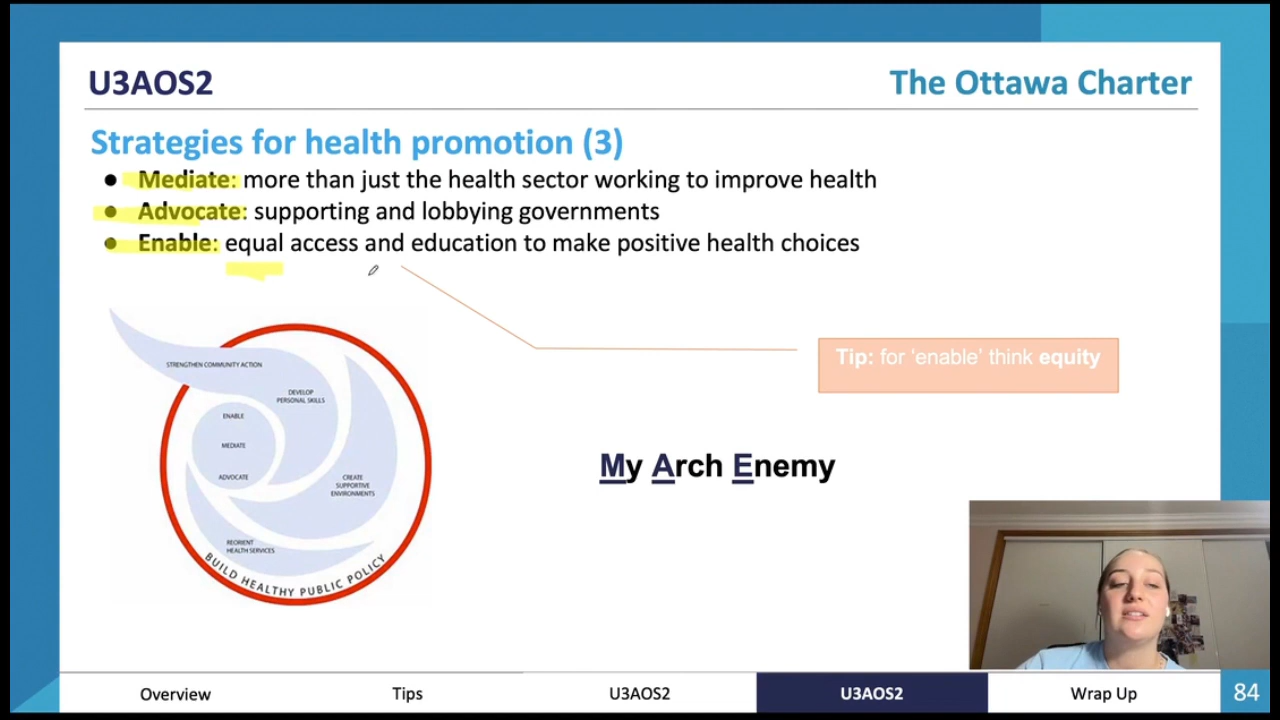 U3AOS2
The Ottawa Charter
Strategies for health promotion (3)
● Mediate: more than just the health sector working to improve health
● Advocate: supporting and lobbying governments
● Enable: equal access and education to make positive health choices
STRENGTHEN COMMUNITY ACTION
DEVELOP
PERSONAL SKILLS
ENABLE
MEDIATE
ADVOCATE
CREATE
SUPPORTIVE
ENVIRONMENTS
REORIENT
HEALTH SERVICES
BUILD HEALTHY PUBLIC POLICY
Tip: for 'enable' think equity
My Arch Enemy
Overview
Tips
U3AOS2
U3AOS2
Wrap Up
84